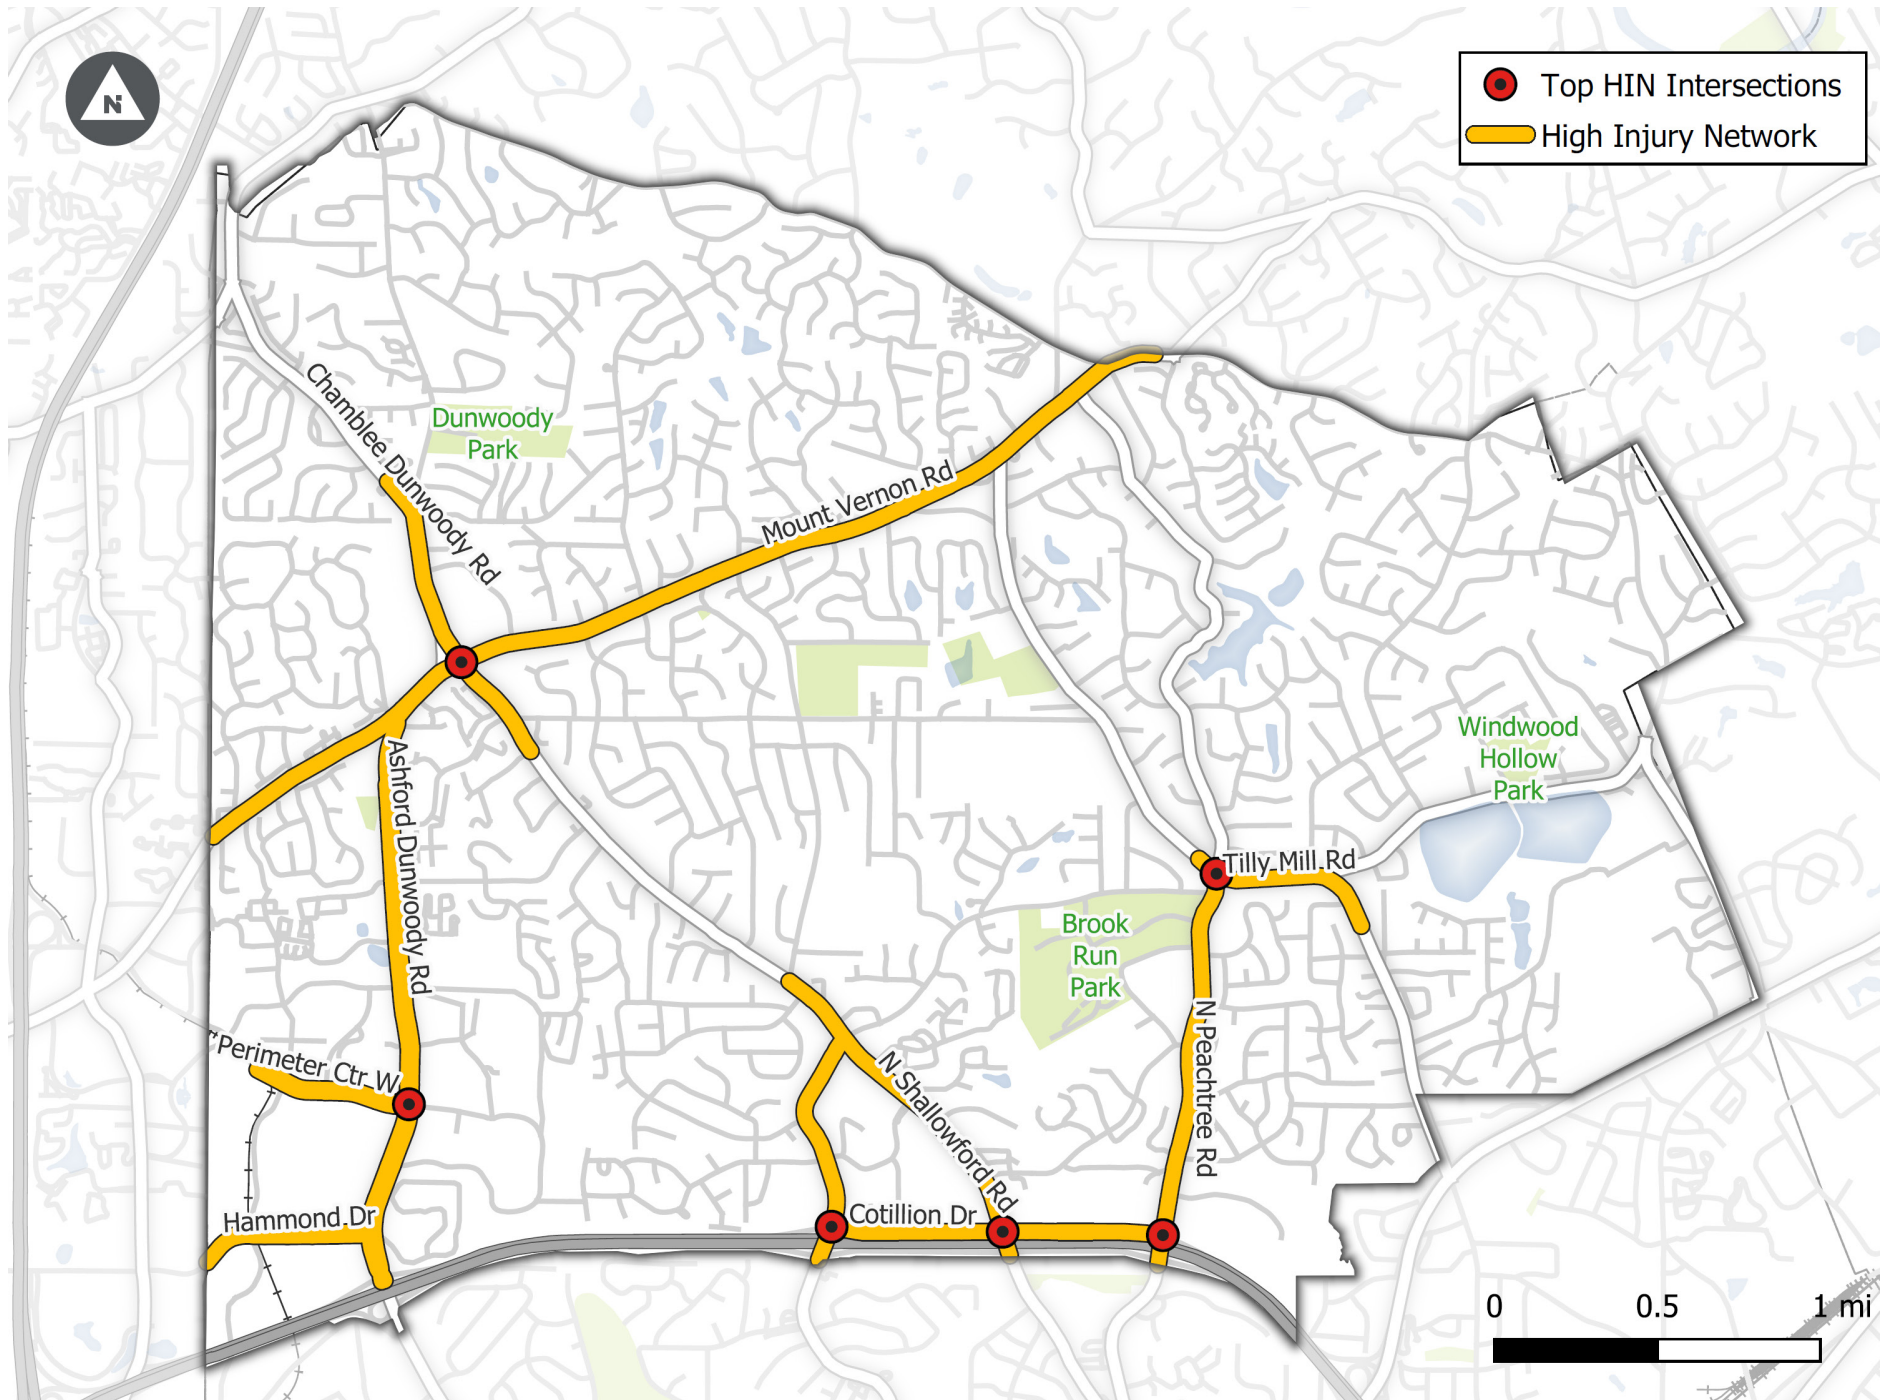 N
Top HIN Intersections
High Injury Network
Chamblee Dunwoody Rd
Dunwoody
Park
Mount Vernon Rd
Ashford Dunwoody Rd
Windwood
Hollow
Park
Tilly Mill Rd
Brook
Run
Park
N Peachtree Rd
Perimeter Ctr W
N Shallowford Rd
Hammond Dr
Cotillion Dr
0 0.5 1 mi